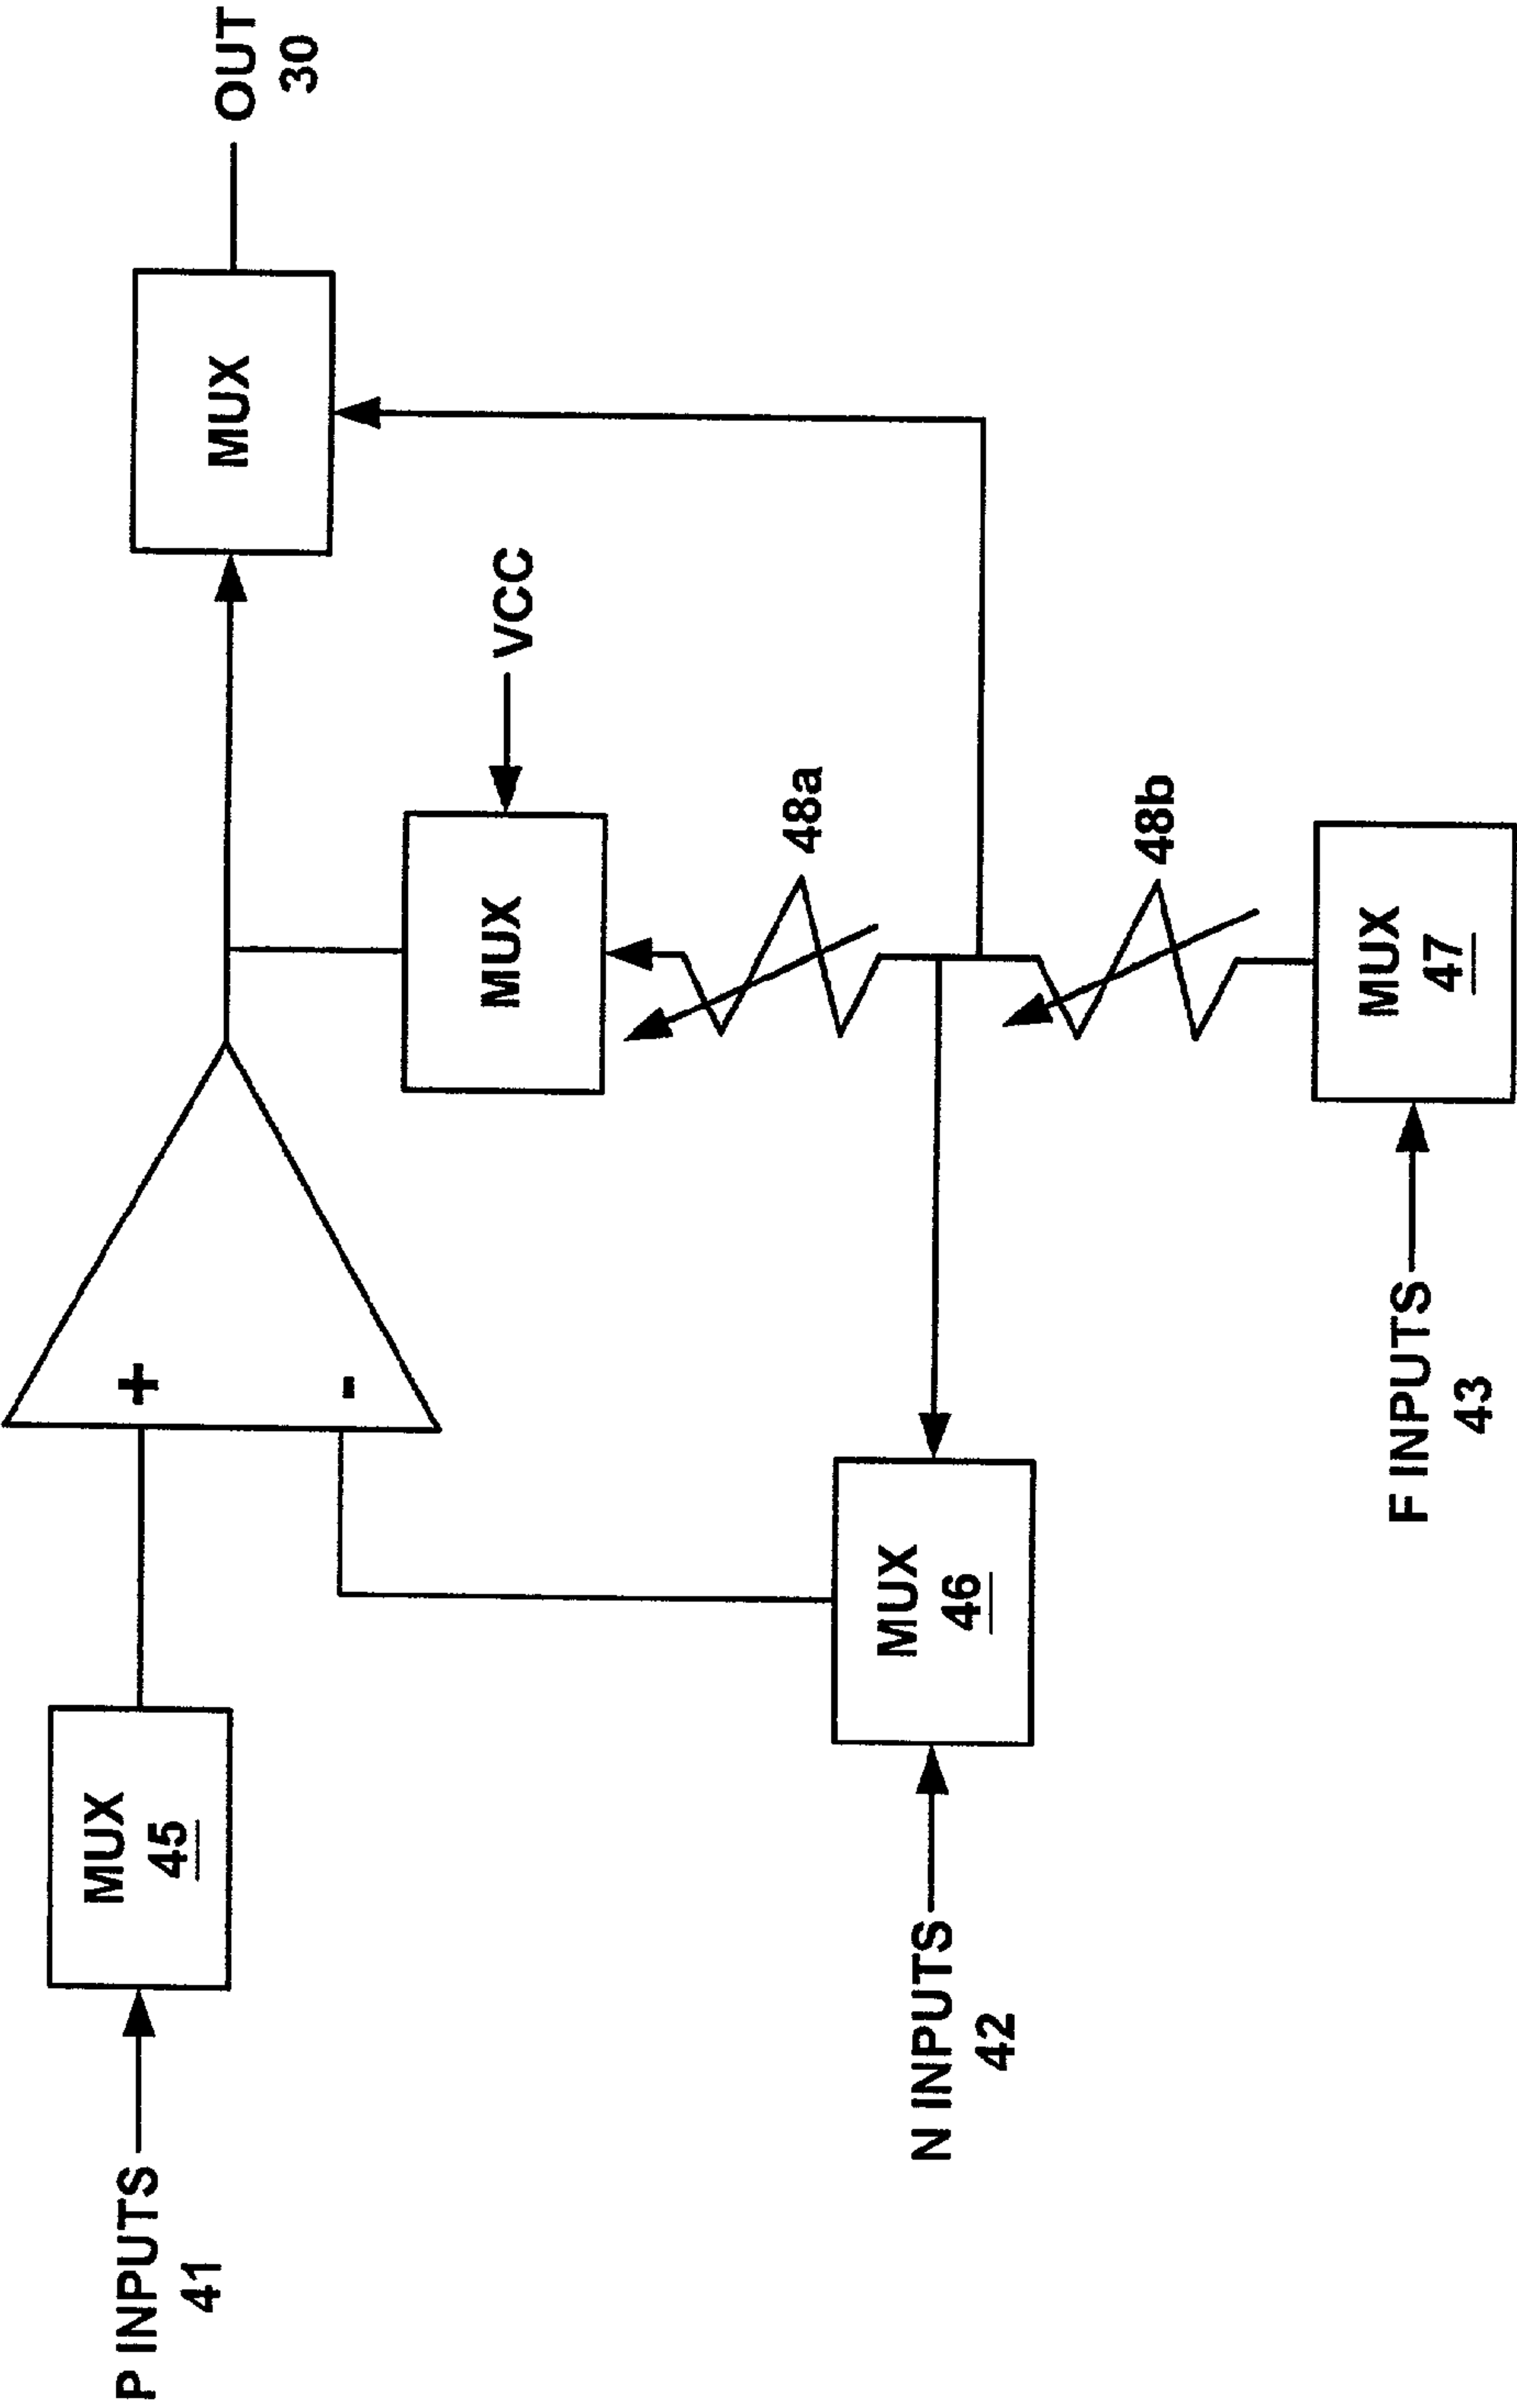 P INPUTS
41
MUX
45
+
-
MUX
OUT
30
VCC
MUX
48a
N INPUTS
42
MUX
46
48b
F INPUTS
43
MUX
47